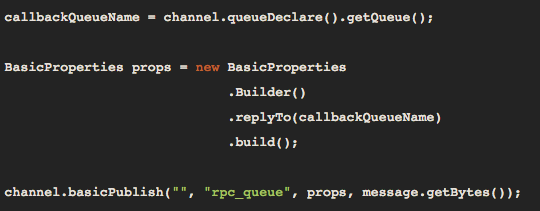 callbackQueueName = channel.queueDeclare().getQueue();
BasicProperties props = new BasicProperties
.Builder()
.replyTo(callbackQueueName)
.build();
channel.basicPublish("", "rpc_queue", props, message.getBytes());